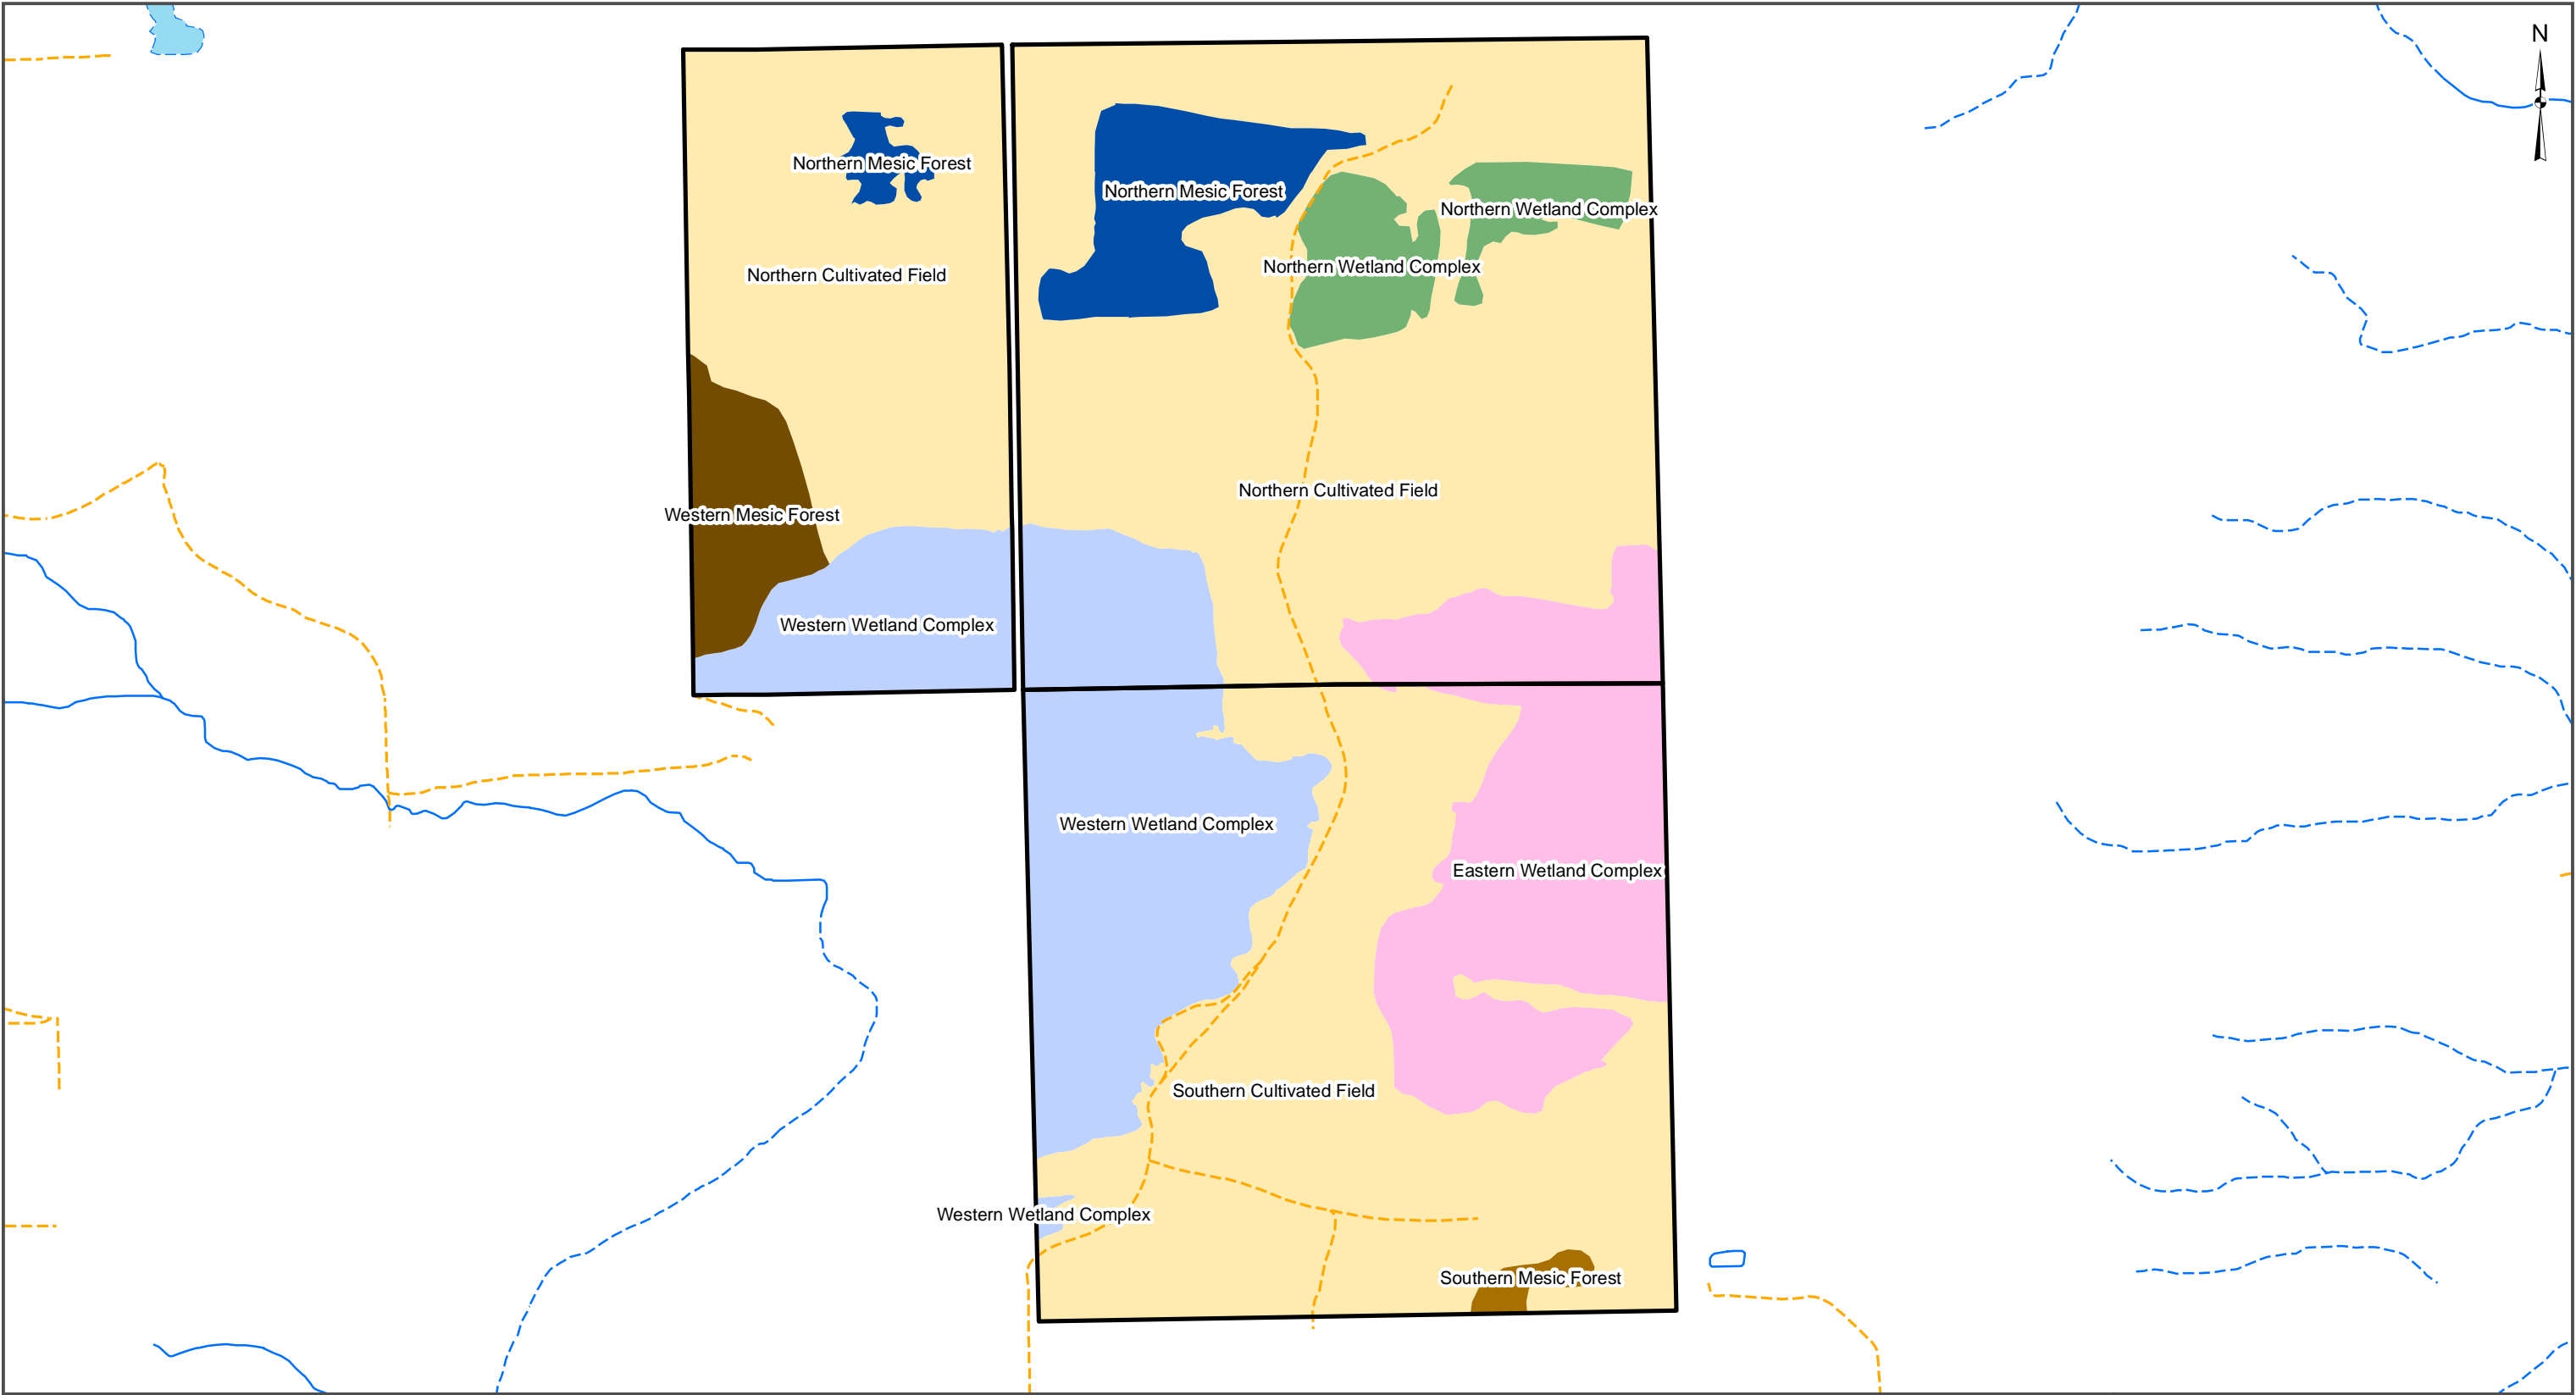 N
Northern Mesic Forest
Northern Mesic Forest
Northern Wetland Complex
Northern Wetland Complex
Northern Cultivated Field
Northern Cultivated Field
Western Mesic Forest
Western Wetland Complex
Western Wetland Complex
Eastern Wetland Complex
Southern Cultivated Field
Western Wetland Complex
Southern Mesic Forest